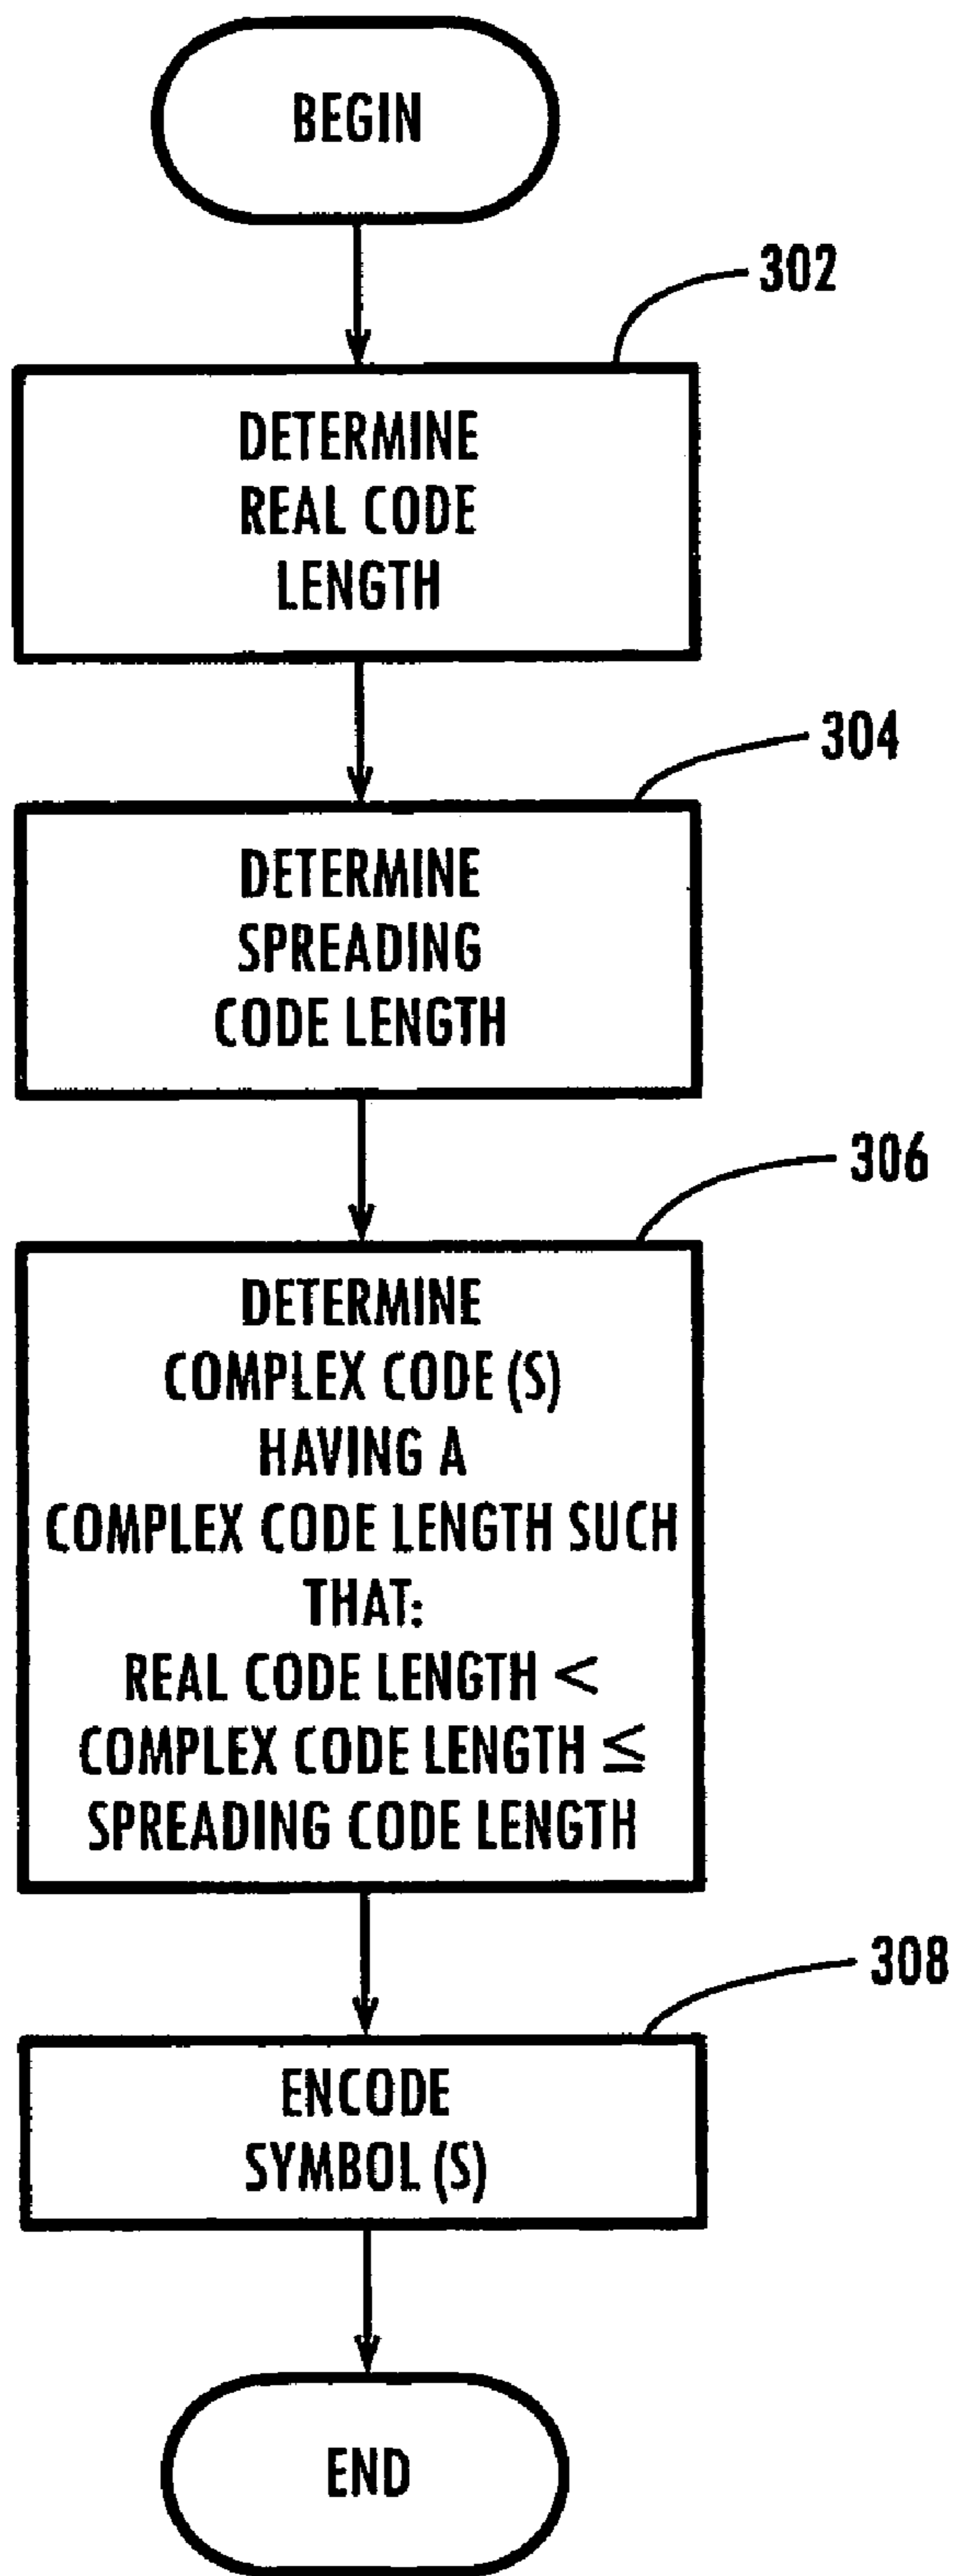 BEGIN
302
DETERMINE
REAL CODE
LENGTH
304
DETERMINE
SPREADING
CODE LENGTH
306
DETERMINE
COMPLEX CODE (S)
HAVING A
COMPLEX CODE LENGTH SUCH
THAT:
REAL CODE LENGTH <
COMPLEX CODE LENGTH ≦
SPREADING CODE LENGTH
308
ENCODE
SYMBOL (S)
END